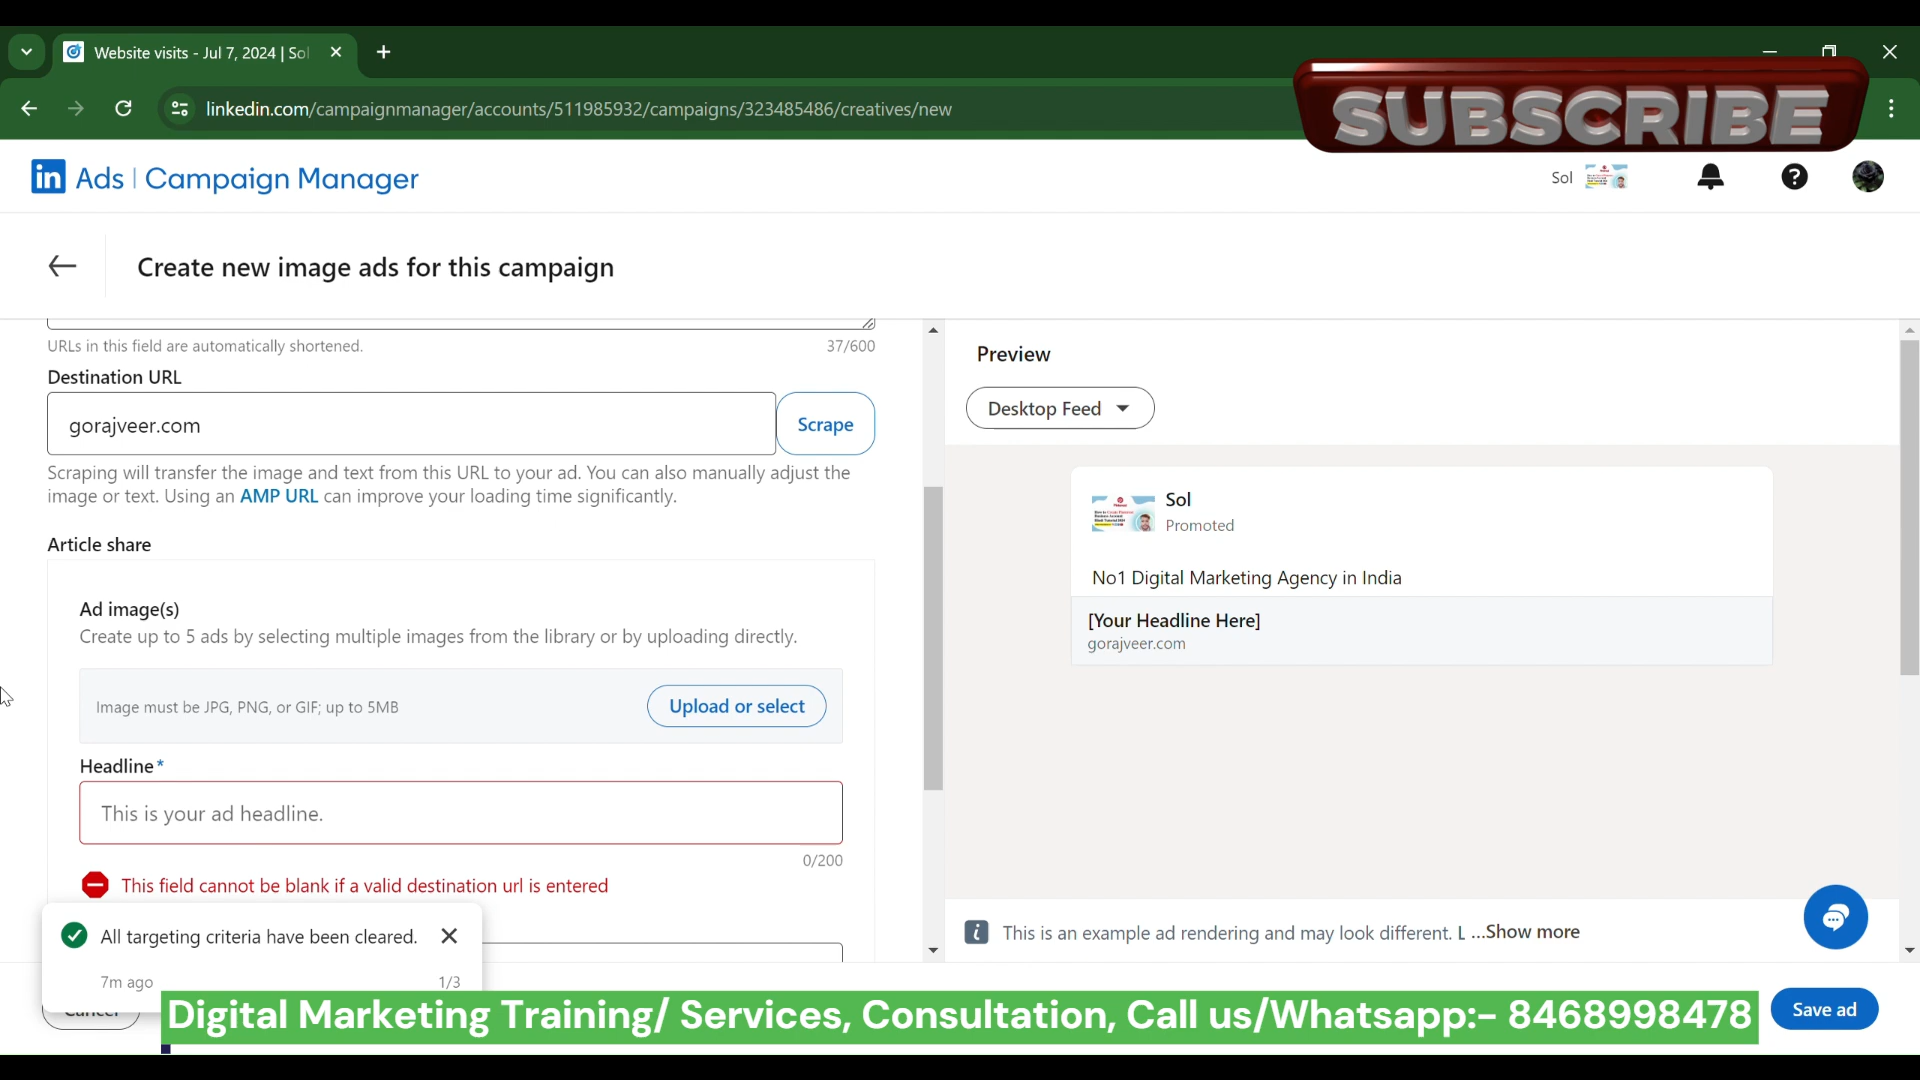 Website visits - Jul 7, 2024 | Sol
linkedin.com/campaignmanager/accounts/511985932/campaigns/323485486/creatives/new
SUBSCRIBE
in Ads | Campaign Manager
Sol
Create new image ads for this campaign
URLs in this field are automatically shortened.
37/600
Destination URL
gorajveer.com
Scrape
Scraping will transfer the image and text from this URL to your ad. You can also manually adjust the
image or text. Using an AMP URL can improve your loading time significantly.
Article share
Ad image(s)
Create up to 5 ads by selecting multiple images from the library or by uploading directly.
Image must be JPG, PNG, or GIF; up to 5MB
Upload or select
Headline*
This is your ad headline.
0/200
This field cannot be blank if a valid destination url is entered
All targeting criteria have been cleared.
7m ago
1/3
Cancel
Preview
Desktop Feed
Sol
Promoted
No1 Digital Marketing Agency in India
[Your Headline Here]
gorajveer.com
This is an example ad rendering and may look different. L ...Show more
Digital Marketing Training/ Services, Consultation, Call us/Whatsapp:- 8468998478
Save ad